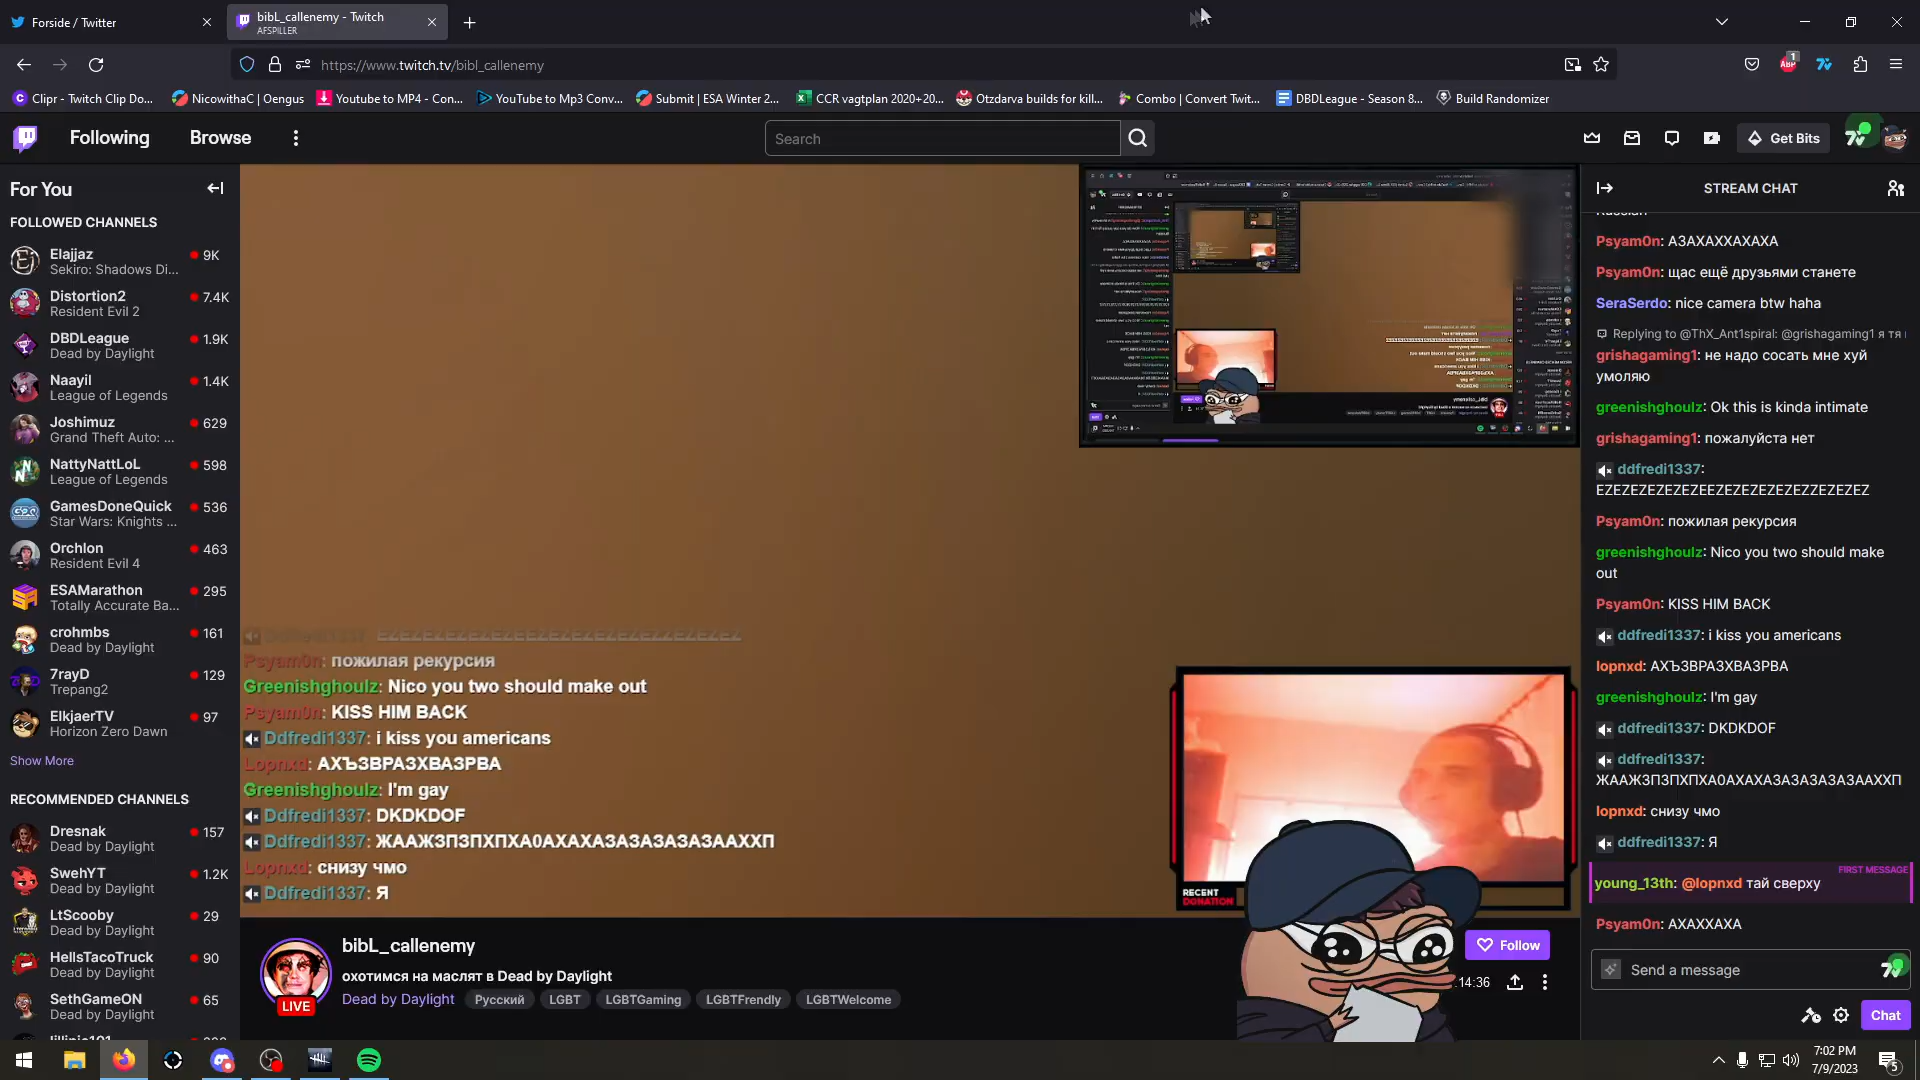 Forside / Twitter
bibL_callenemy - Twitch
AFSPILLER
https://www.twitch.tv/bibl_callenemy
Clipr - Twitch Clip Do...
NicowithaC | Oengus
Youtube to MP4 - Con...
YouTube to Mp3 Conv...
Submit | ESA Winter 2...
CCR vagtplan 2020+20...
Otzdarva builds for kill...
Combo | Convert Twit...
DBDLeague - Season 8...
Build Randomizer
Following
Browse
Search
Get Bits
For You
FOLLOWED CHANNELS
Elajjaz
9K
Sekiro: Shadows Di...
Distortion2
7.4K
Resident Evil 2
DBDLeague
1.9K
Dead by Daylight
Naayil
1.4K
League of Legends
Joshimuz
629
Grand Theft Auto: ...
NattyNattLoL
598
League of Legends
GamesDoneQuick
536
Star Wars: Knights ...
Orchlon
463
Resident Evil 4
ESAMarathon
295
Totally Accurate Ba...
crohmbs
161
Dead by Daylight
7rayD
129
Trepang2
ElkjaerTV
97
Horizon Zero Dawn
Show More
RECOMMENDED CHANNELS
Dresnak
157
Dead by Daylight
SwehYT
1.2K
Dead by Daylight
LtScooby
29
Dead by Daylight
HellsTacoTruck
90
Dead by Daylight
SethGameON
65
Dead by Daylight
Ddfredi1337: EZEZEZEZEZEZEEZEZEZEZEZZEZEZEZ
Psyam0n: пожилая рекурсия
Greenishghoulz: Nico you two should make out
Psyam0n: KISS HIM BACK
Ddfredi1337: i kiss you americans
Lopnxd: АХЪЗВРАЗХВАЗРВА
Greenishghoulz: I'm gay
Ddfredi1337: DKDKDOF
Ddfredi1337: ЖААЖЗПЗПХПХА0АХАХАЗАЗАЗАЗАЗААХХП
Lopnxd: снизу чмо
Ddfredi1337: Я
RECENT
DONATION
bibL_callenemy
Follow
охотимся на маслят в Dead by Daylight
:14:36
LIVE
Dead by Daylight
Русский
LGBT
LGBTGaming
LGBTFrendly
LGBTWelcome
STREAM CHAT
Psyam0n: АЗАХАХХАХАХА
Psyam0n: щас ещё друзьями станете
SeraSerdo: nice camera btw haha
Replying to @ThX_Ant1spiral: @grishagaming1 я тя
grishagaming1: не надо сосать мне хуй
умоляю
greenishghoulz: Ok this is kinda intimate
grishagaming1: пожалуйста нет
ddfredi1337:
EZEZEZEZEZEZEEZEZEZEZEZZEZEZEZ
Psyam0n: пожилая рекурсия
greenishghoulz: Nico you two should make
out
Psyam0n: KISS HIM BACK
ddfredi1337: i kiss you americans
lopnxd: АХЪЗВРАЗХВАЗРВА
greenishghoulz: I'm gay
ddfredi1337: DKDKDOF
ddfredi1337:
ЖААЖЗПЗПХПХА0АХАХАЗАЗАЗАЗАЗААХХП
lopnxd: снизу чмо
ddfredi1337: Я
FIRST MESSAGE
young_13th: @lopnxd тай сверху
Psyam0n: АХАХХАХА
Send a message
Chat
7:02 PM
7/9/2023